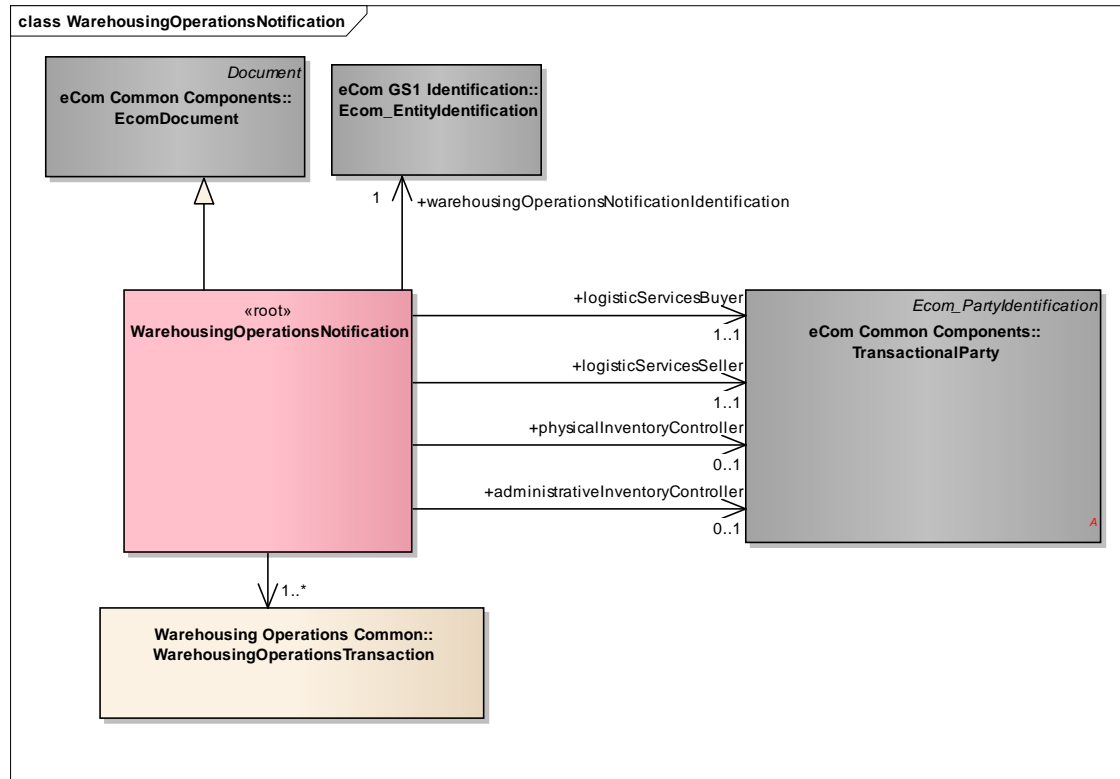 class WarehousingOperationsNotification
Document
eCom Common Components::
EcomDocument
eCom GS1 Identification::
Ecom_EntityIdentification
1
+warehousingOperationsNotificationIdentification
«root»
WarehousingOperationsNotification
+logisticServicesBuyer
1..1
+logisticServicesSeller
1..1
+physicalInventoryController
0..1
+administrativeInventoryController
0..1
Ecom_PartyIdentification
eCom Common Components::
TransactionalParty
A
1..*
Warehousing Operations Common::
WarehousingOperationsTransaction